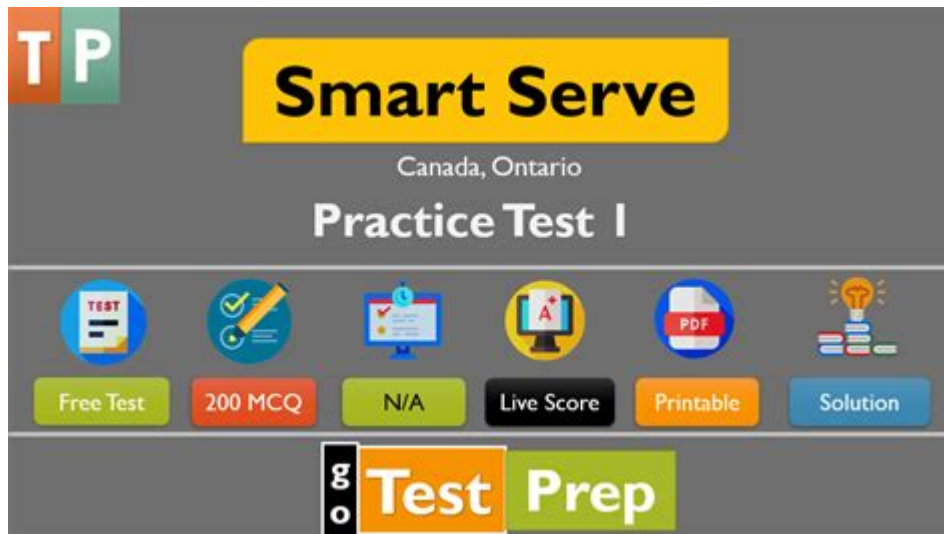 T P
Smart Serve
Canada, Ontario
Practice Test 1
TEST
A+
PDF
Free Test
200 MCQ
N/A
Live Score
Printable
Solution
go
Test Prep